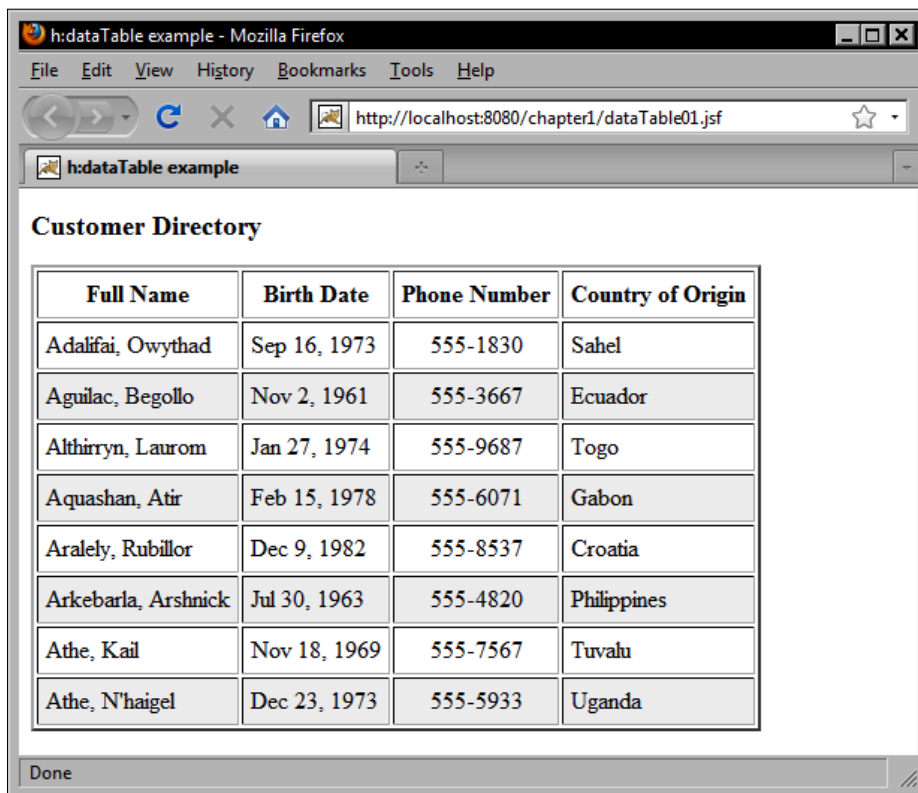 h:dataTable example - Mozilla Firefox
File Edit View History Bookmarks Tools Help
http://localhost:8080/chapter1/dataTable01.jsf
h:dataTable example
Customer Directory
Full Name Birth Date Phone Number Country of Origin
Adalifai, Owythad Sep 16, 1973 555-1830 Sahel
Aguilac, Begollo Nov 2, 1961 555-3667 Ecuador
Althirryn, Laurom Jan 27, 1974 555-9687 Togo
Aquashan, Atir Feb 15, 1978 555-6071 Gabon
Aralely, Rubillor Dec 9, 1982 555-8537 Croatia
Arkebarla, Arshnick Jul 30, 1963 555-4820 Philippines
Athe, Kail Nov 18, 1969 555-7567 Tuvalu
Athe, N'haigel Dec 23, 1973 555-5933 Uganda
Done